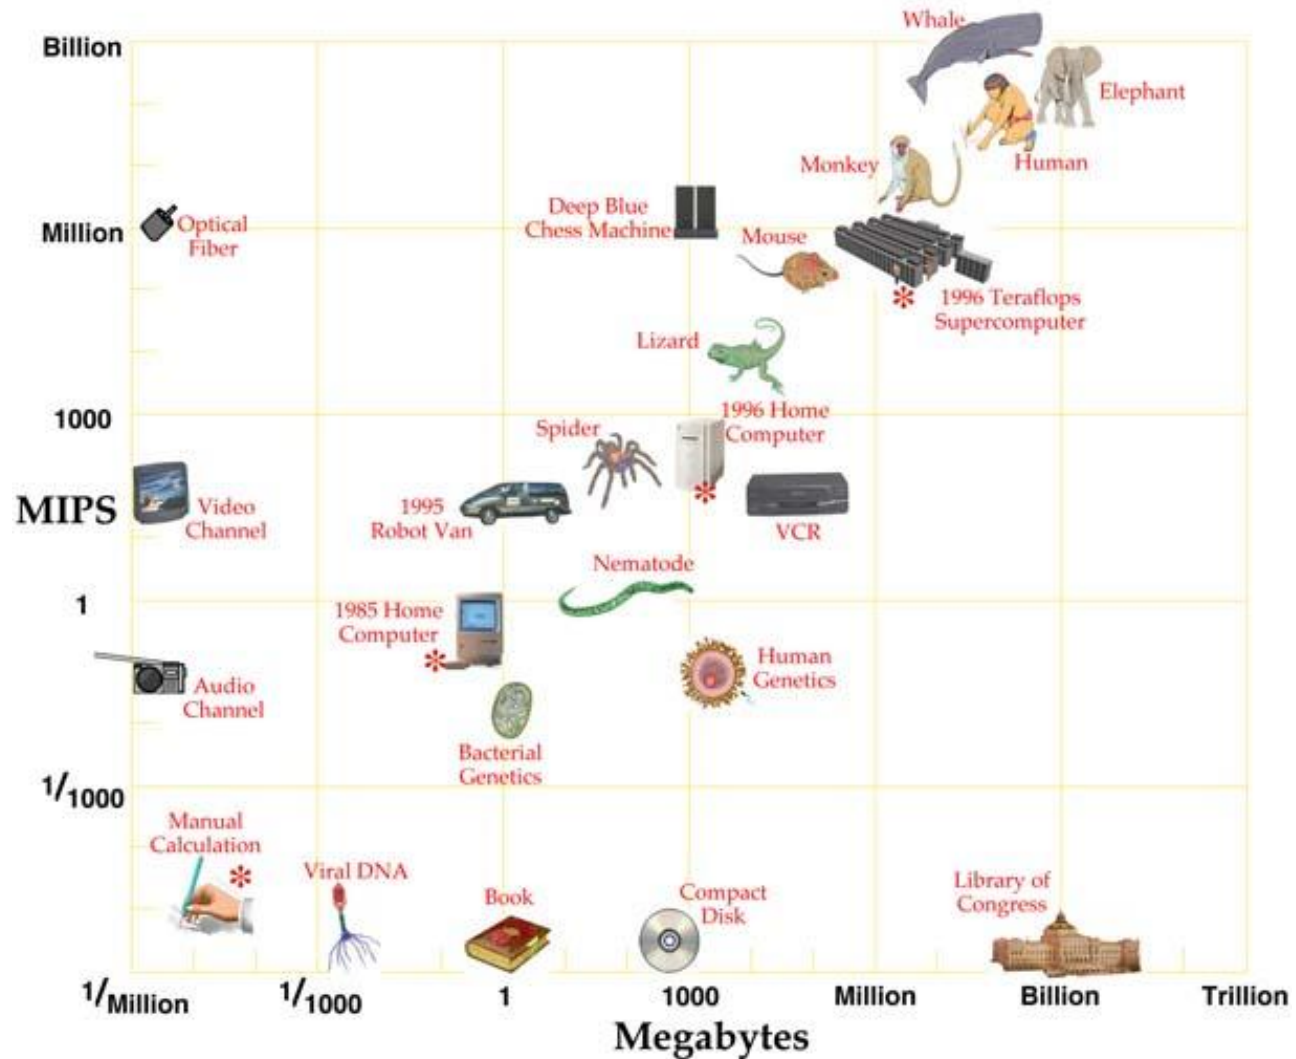 Whale
Billion
Elephant
Monkey
Human
Optical
Fiber
Million
Deep Blue
Chess Machine
Mouse
1996 Teraflops
Supercomputer
*
Lizard
1000
1996 Home
Computer
*
Spider
MIPS
Video
Channel
1995
Robot Van
VCR
Nematode
1
1985 Home
Computer
*
Human
Genetics
Audio
Channel
Bacterial
Genetics
1/1000
Manual
Calculation
*
Viral DNA
Book
Compact
Disk
Library of
Congress
1/Million
1/1000
1
1000
Million
Billion
Trillion
Megabytes